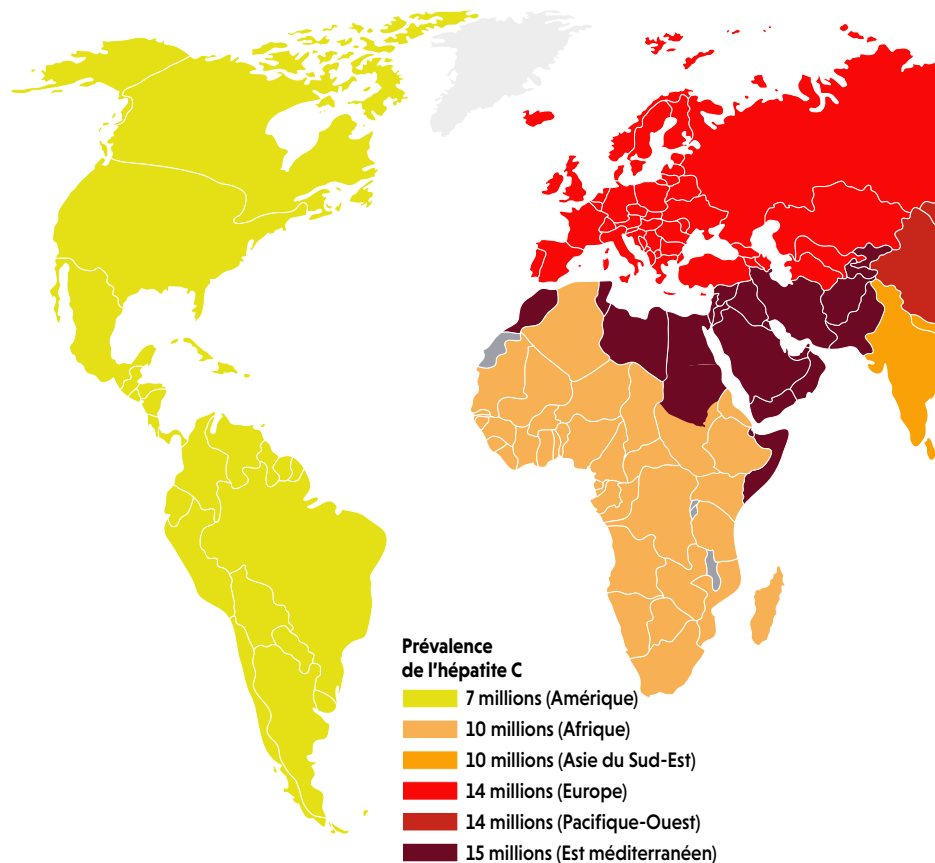 Prévalence
de l'hépatite C
7 millions (Amérique)
10 millions (Afrique)
10 millions (Asie du Sud-Est)
14 millions (Europe)
14 millions (Pacifique-Ouest)
15 millions (Est méditerranéen)